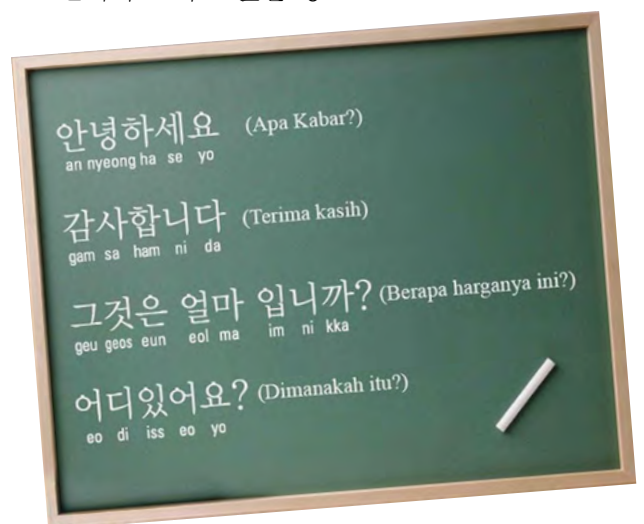 안녕하세요 (Apa Kabar?)
an nyeong ha se yo
감사합니다 (Terima kasih)
gam sa ham ni da
그것은 얼마 입니까? (Berapa harganya ini?)
geu geos eun eol ma im ni kka
어디있어요? (Dimanakah itu?)
eo di iss eo yo